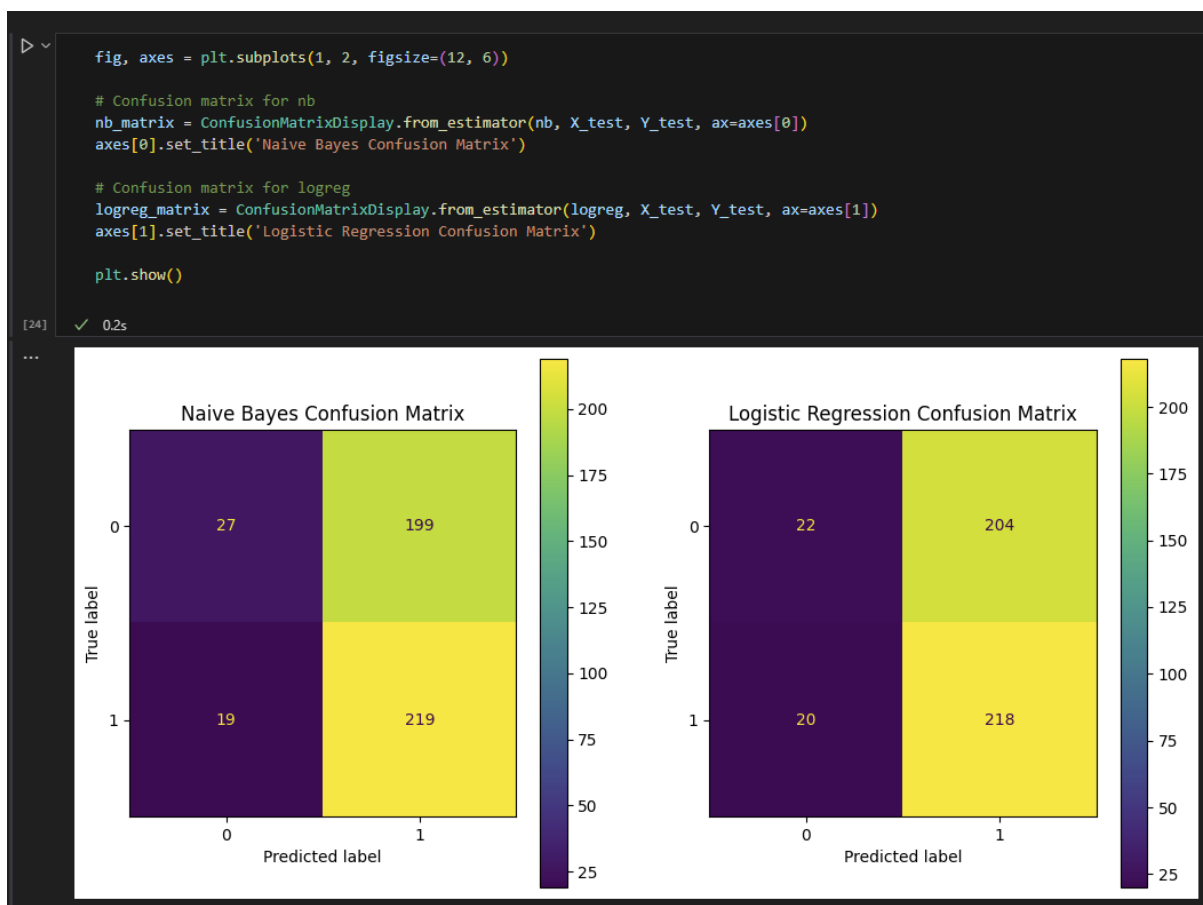 fig, axes = plt.subplots(1, 2, figsize=(12, 6))
# Confusion matrix for nb
nb_matrix = ConfusionMatrixDisplay.from_estimator(nb, X_test, Y_test, ax=axes[0])
axes[0].set_title('Naive Bayes Confusion Matrix')
# Confusion matrix for logreg
logreg_matrix = ConfusionMatrixDisplay.from_estimator(logreg, X_test, Y_test, ax=axes[1])
axes[1].set_title('Logistic Regression Confusion Matrix')
plt.show()
[24] ✓ 0.2s
...
Naive Bayes Confusion Matrix
True label
0
27
199
1
19
219
0
1
Predicted label
200
175
150
125
100
75
50
25
Logistic Regression Confusion Matrix
True label
0
22
204
1
20
218
0
1
Predicted label
200
175
150
125
100
75
50
25